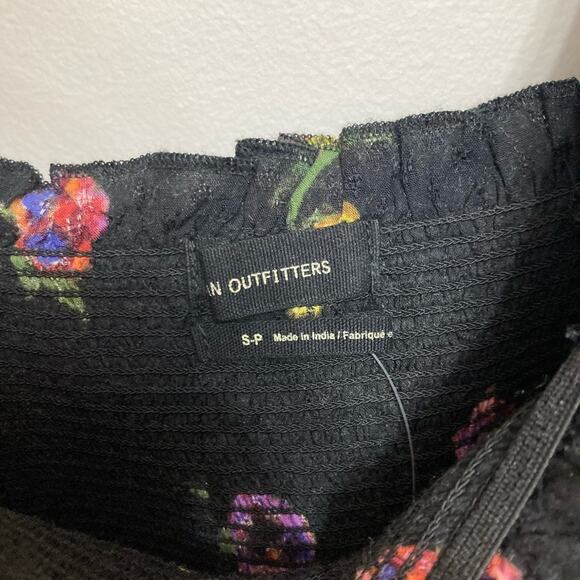 N OUTFITTERS
S-P Made in India / Fabriqué e